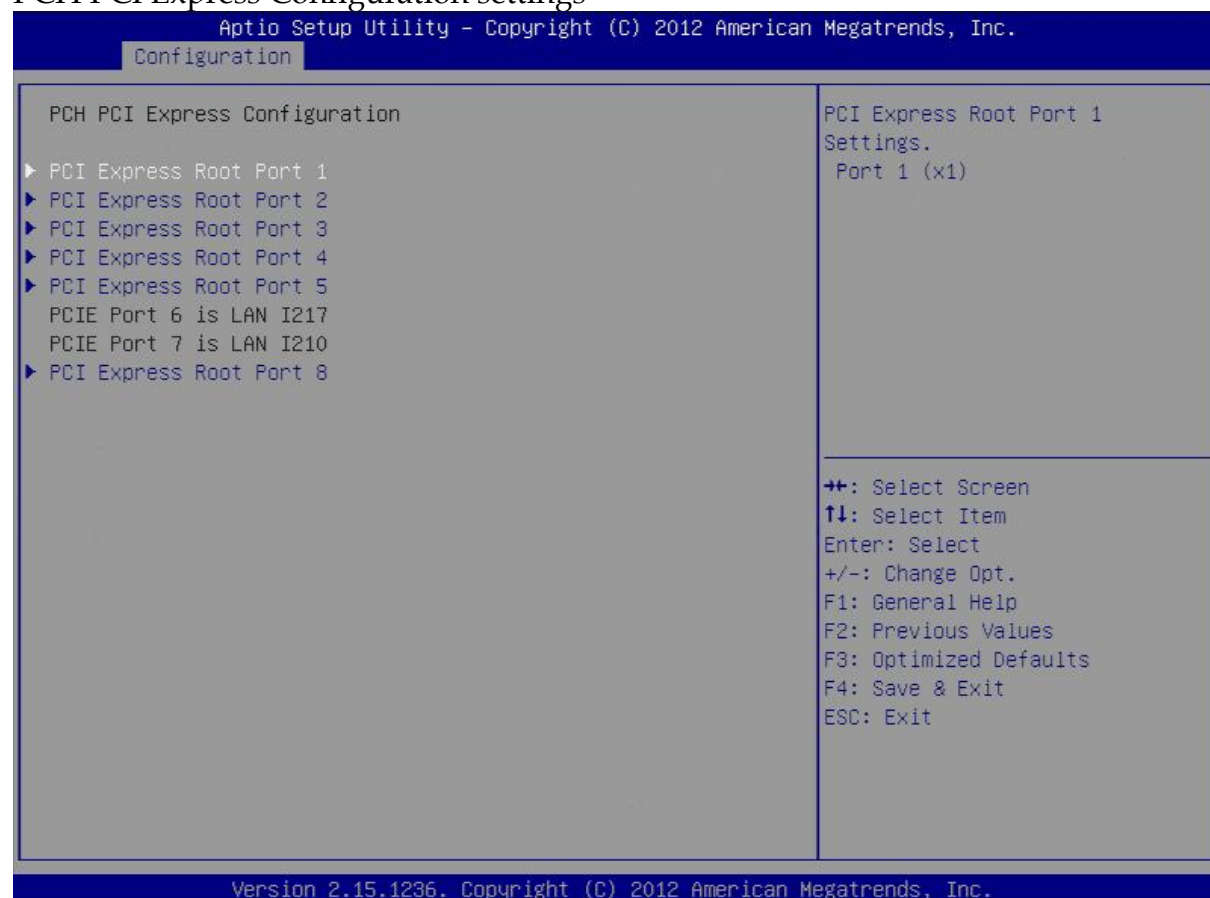 PCH PCI Express Configuration settings
Aptio Setup Utility – Copyright (C) 2012 American Megatrends, Inc.
Configuration
PCH PCI Express Configuration
PCI Express Root Port 1
PCI Express Root Port 2
PCI Express Root Port 3
PCI Express Root Port 4
PCI Express Root Port 5
PCIE Port 6 is LAN I217
PCIE Port 7 is LAN I210
PCI Express Root Port 8
PCI Express Root Port 1
Settings.
Port 1 (x1)
→←: Select Screen
↑↓: Select Item
Enter: Select
+/-: Change Opt.
F1: General Help
F2: Previous Values
F3: Optimized Defaults
F4: Save & Exit
ESC: Exit
Version 2.15.1236. Copyright (C) 2012 American Megatrends, Inc.